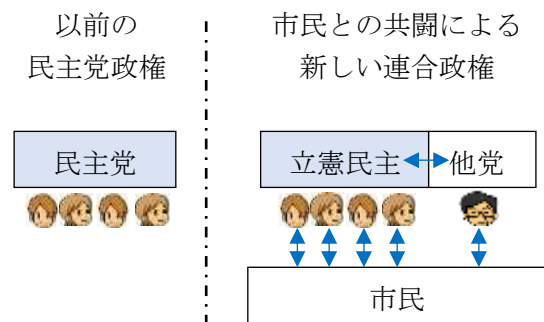 以前の
民主党政権
市民との共闘による
新しい連合政権
民主党
立憲民主
他党
市民